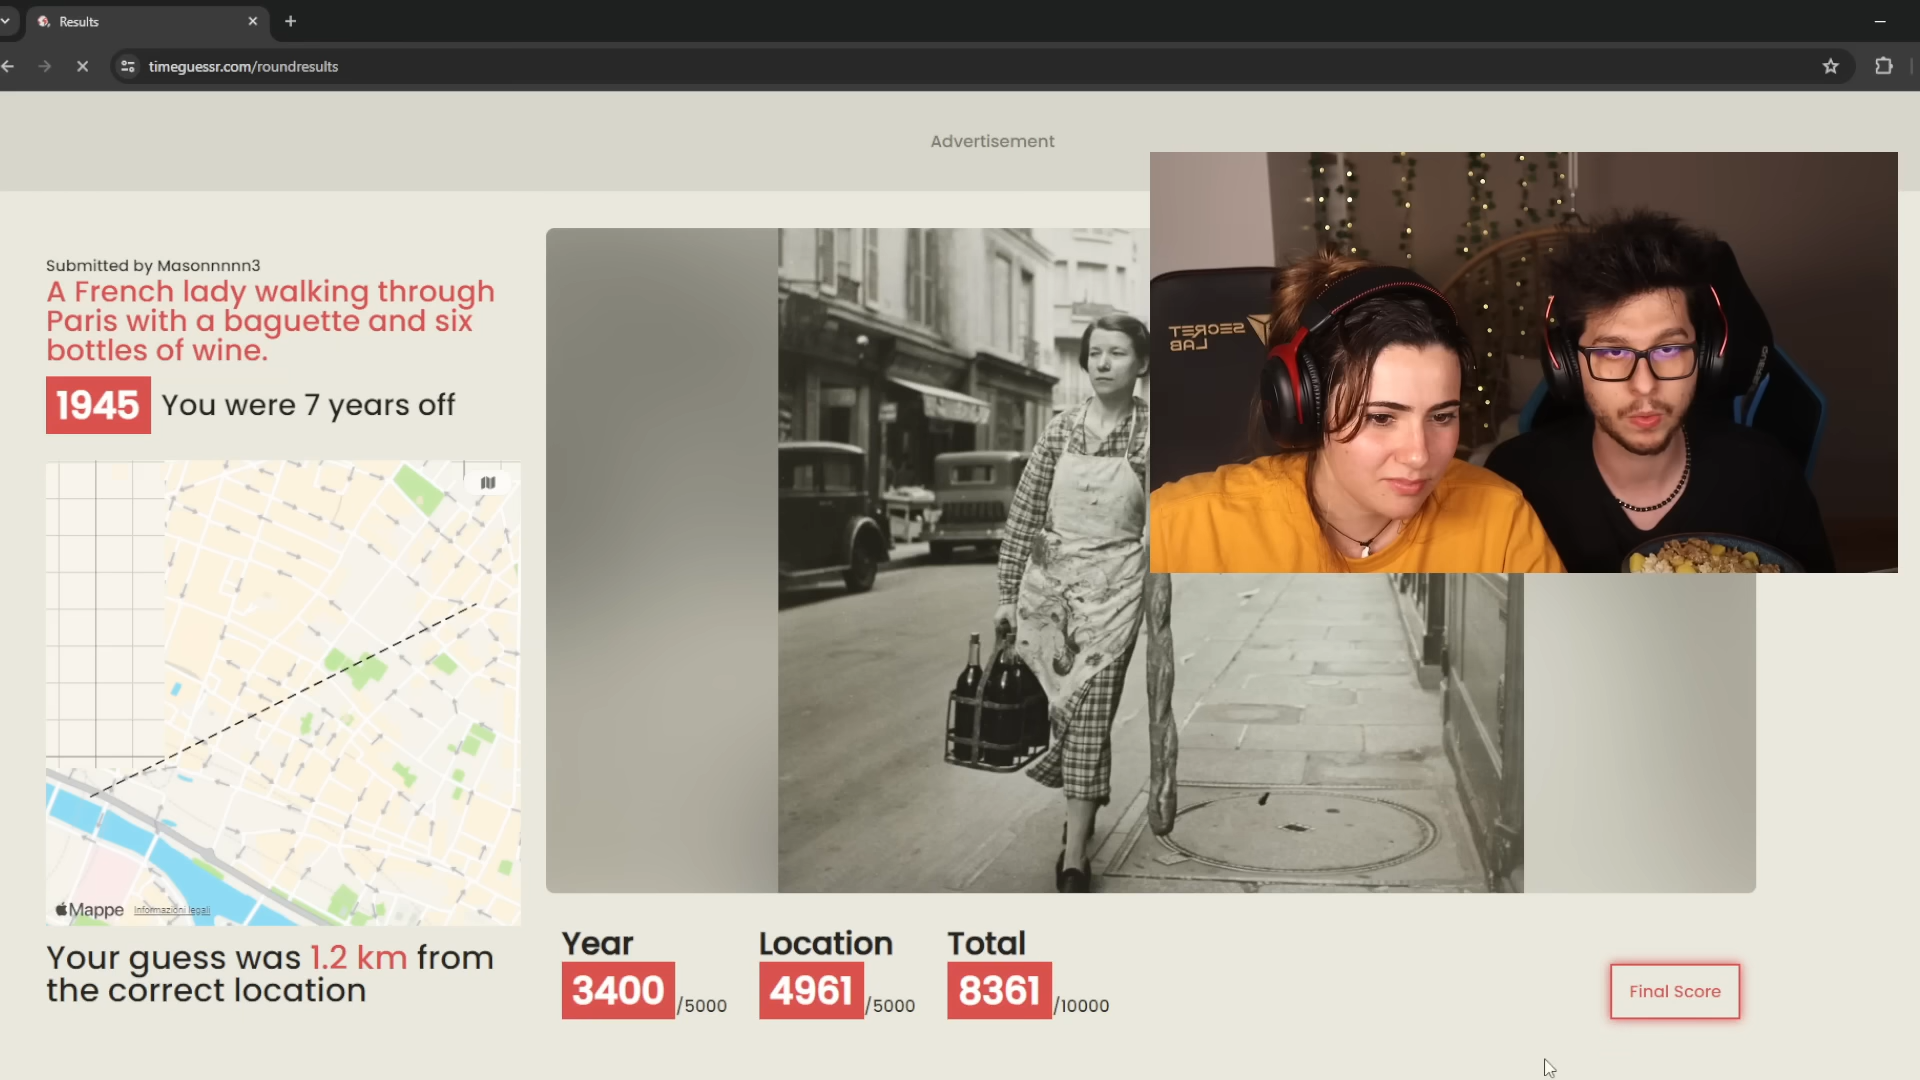 Results
timeguessr.com/roundresults
Advertisement
Submitted by Masonnnnn3
A French lady walking through
Paris with a baguette and six
bottles of wine.
1945 You were 7 years off
Mappe Informazioni legali
Your guess was 1.2 km from
the correct location
Year
3400 /5000
Location
4961 /5000
Total
8361 /10000
Final Score
SECRET
LAB